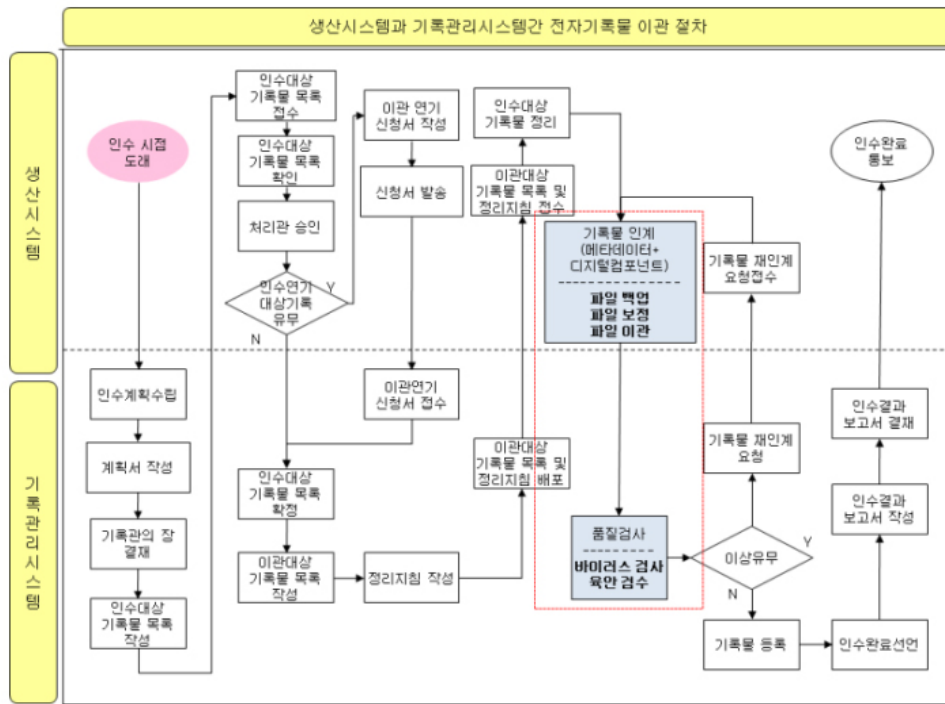 생산시스템과 기록관리시스템간 전자기록물 이관 절차
생산시스템
인수 시점
도래
인수대상
기록물 목록
접수
인수대상
기록물 목록
확인
처리관 승인
인수연기
대상기록
유무
Y
N
이관 연기
신청서 작성
신청서 발송
인수대상
기록물 정리
이관대상
기록물 목록 및
정리지침 접수
기록물 인계
(메타데이터+
디지털컴포넌트)
파일 백업
파일 보정
파일 이관
기록물 재인계
요청접수
인수완료
통보
기록관리시스템
인수계획수립
계획서 작성
기록관의 장
결재
인수대상
기록물 목록
작성
이관연기
신청서 접수
인수대상
기록물 목록
확정
이관대상
기록물 목록
작성
정리지침 작성
이관대상
기록물 목록 및
정리지침 배포
품질검사
바이러스 검사
육안 검수
기록물 재인계
요청
이상유무
Y
N
기록물 등록
인수완료선언
인수결과
보고서 작성
인수결과
보고서 결재